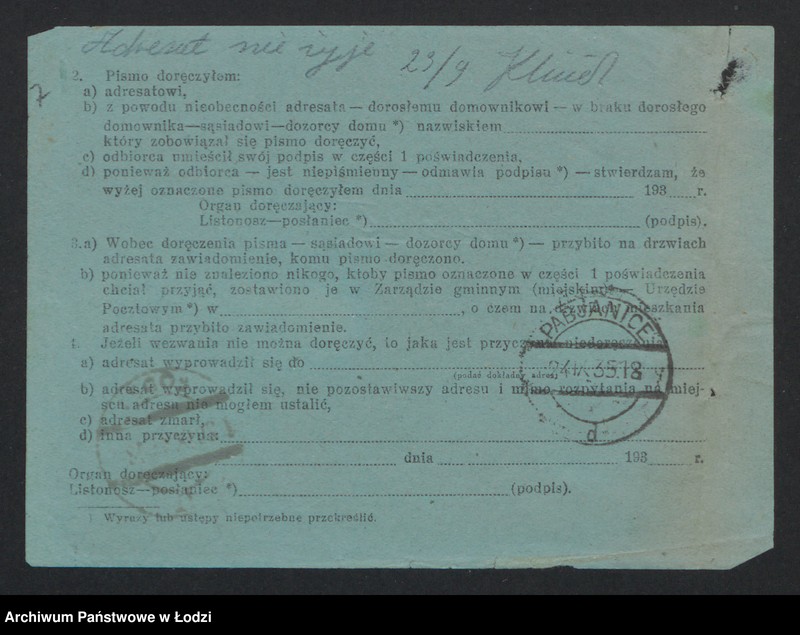 Adresat nie żyje 23/9
2. Pismo doręczyłem:
a) adresatowi,
b) z powodu nieobecności adresata — dorosłemu domownikowi — w braku dorosłego
domownika—sąsiadowi—dozorcy domu *) nazwiskiem
który zobowiązał się pismo doręczyć,
c) odbiorca umieścił swój podpis w części 1 poświadczenia,
d) ponieważ odbiorca — jest niepiśmienny — odmawia podpisu *) — stwierdzam, że
wyżej oznaczone pismo doręczyłem dnia 193 r.
Organ doręczający:
Listonosz—posłaniec *) (podpis).
3. a) Wobec doręczenia pisma — sąsiadowi — dozorcy domu *) — przybito na drzwiach
adresata zawiadomienie, komu pismo doręczono.
b) ponieważ nie znaleziono nikogo, ktoby pismo oznaczone w części 1 poświadczenia
chciał przyjąć, zostawiono je w Zarządzie gminnym (miejskim) — Urzędzie
Pocztowym *) w , o czem na drzwiach mieszkania
adresata przybito zawiadomienie.
4. Jeżeli wezwania nie można doręczyć, to jaka jest przyczyna niedoręczenia
a) adresat wyprowadził się do
(podać dokładny adres)
b) adresat wyprowadził się, nie pozostawiwszy adresu i mimo rozpytania na miej-
scu adresu nie mogłem ustalić,
c) adresat zmarł,
d) inna przyczyna:
dnia 193 r.
Organ doręczający:
Listonosz—posłaniec *) (podpis).
Wyrazy lub ustępy niepotrzebne przekreślić.
PABJANICE
d
Archiwum Państwowe w Łodzi